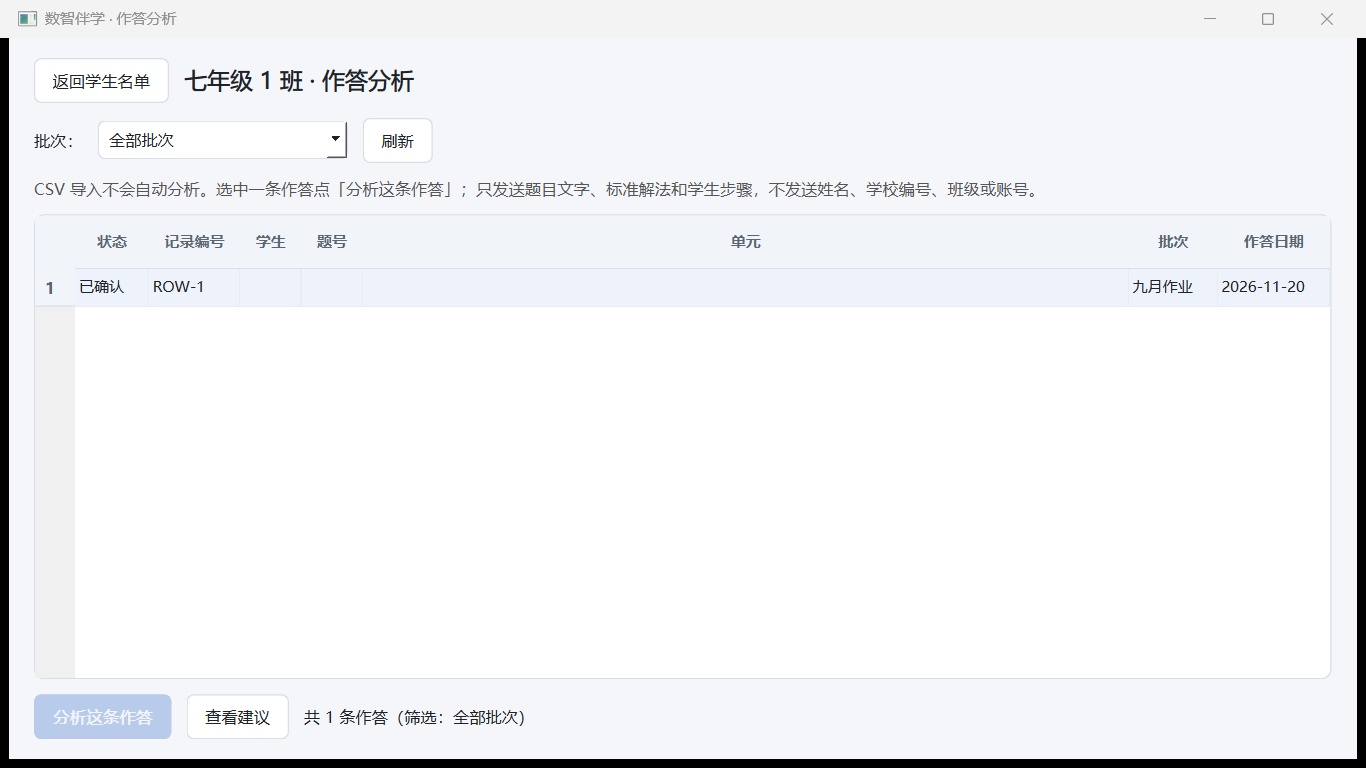 数智伴学 · 作答分析
返回学生名单 七年级 1 班 · 作答分析
批次： 全部批次 刷新
CSV 导入不会自动分析。选中一条作答点「分析这条作答」；只发送题目文字、标准解法和学生步骤，不发送姓名、学校编号、班级或账号。
状态 记录编号 学生 题号 单元 批次 作答日期
1 已确认 ROW-1 九月作业 2026-11-20
分析这条作答 查看建议 共 1 条作答（筛选：全部批次）